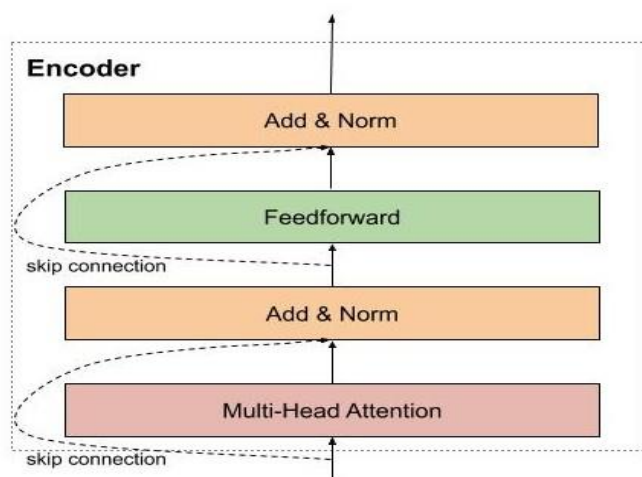 Encoder
Add & Norm
Feedforward
skip connection
Add & Norm
Multi-Head Attention
skip connection